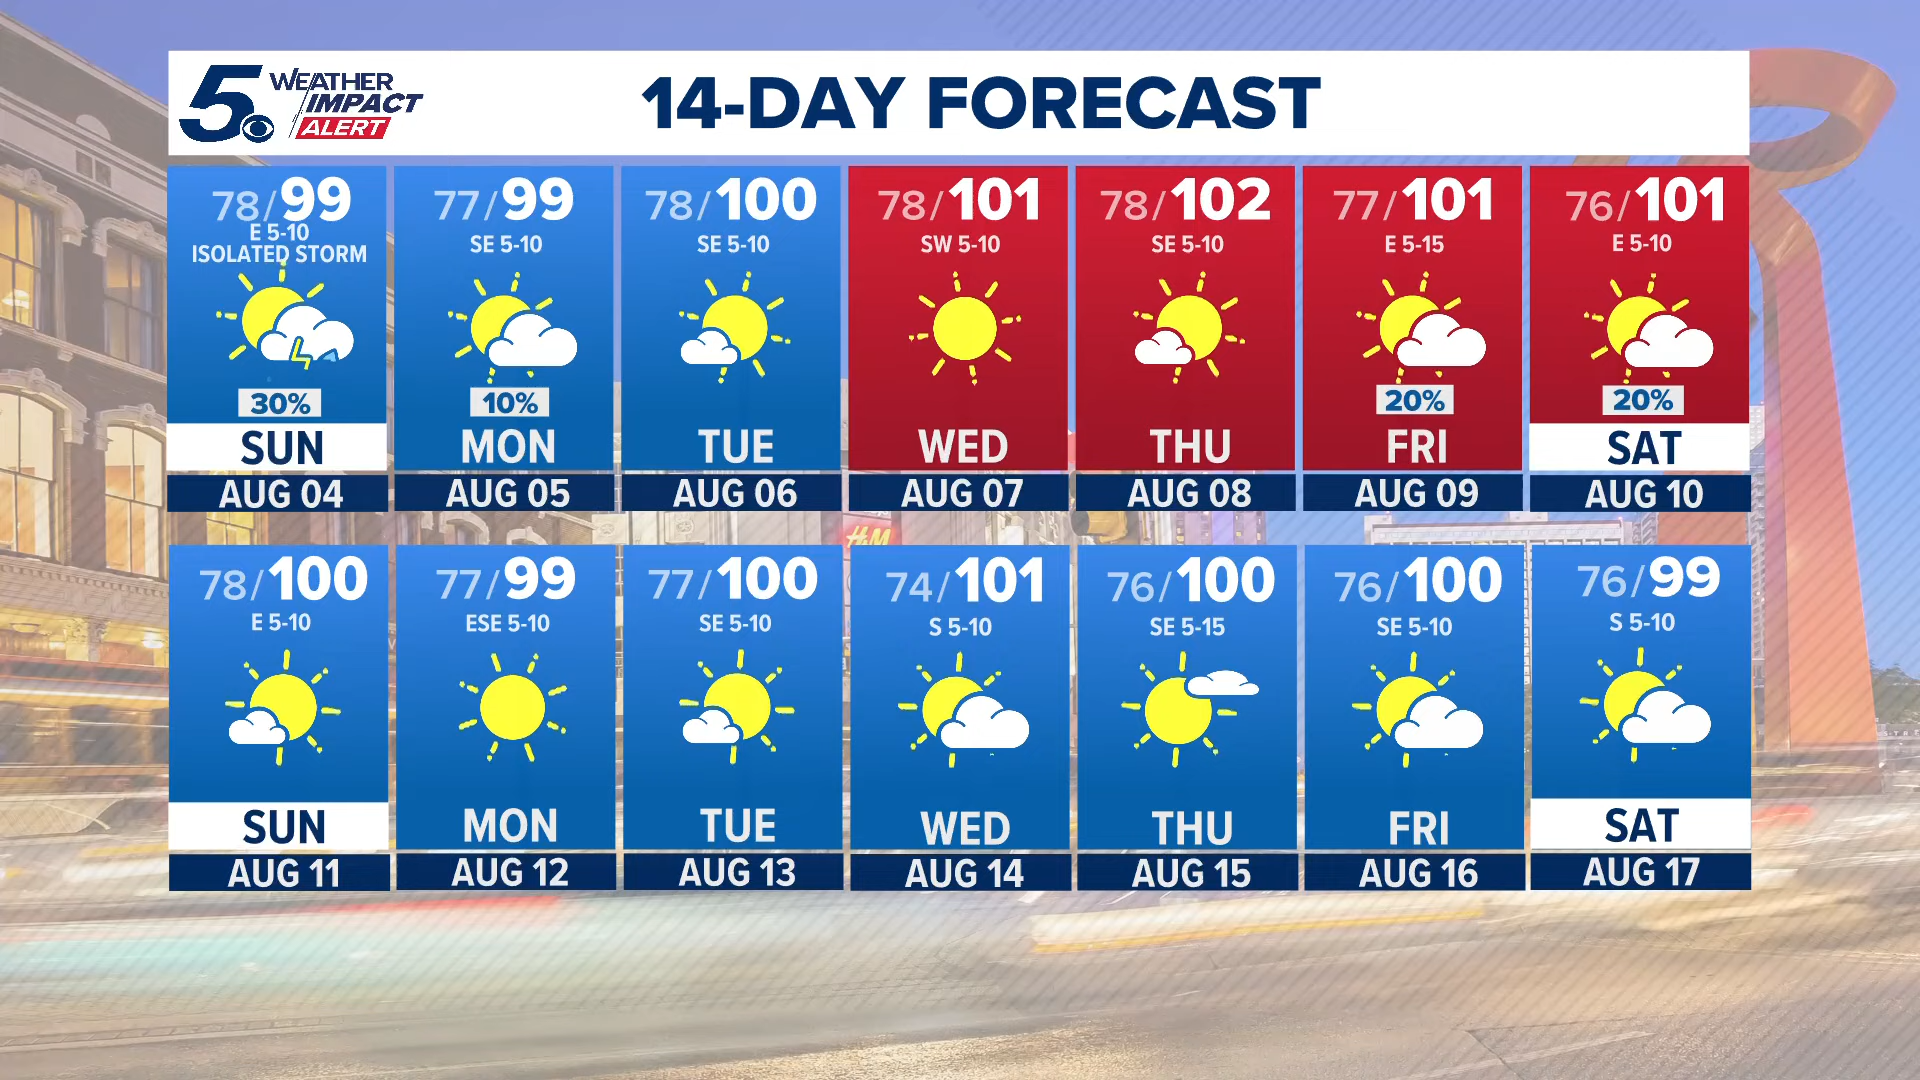 5 WEATHER
IMPACT
ALERT
14-DAY FORECAST
78/99
E 5-10
ISOLATED STORM
30%
SUN
AUG 04
77/99
SE 5-10
10%
MON
AUG 05
78/100
SE 5-10
TUE
AUG 06
78/101
SW 5-10
WED
AUG 07
78/102
SE 5-10
THU
AUG 08
77/101
E 5-15
20%
FRI
AUG 09
76/101
E 5-10
20%
SAT
AUG 10
H&M
78/100
E 5-10
SUN
AUG 11
77/99
ESE 5-10
MON
AUG 12
77/100
SE 5-10
TUE
AUG 13
74/101
S 5-10
WED
AUG 14
76/100
SE 5-15
THU
AUG 15
76/100
SE 5-10
FRI
AUG 16
76/99
S 5-10
SAT
AUG 17